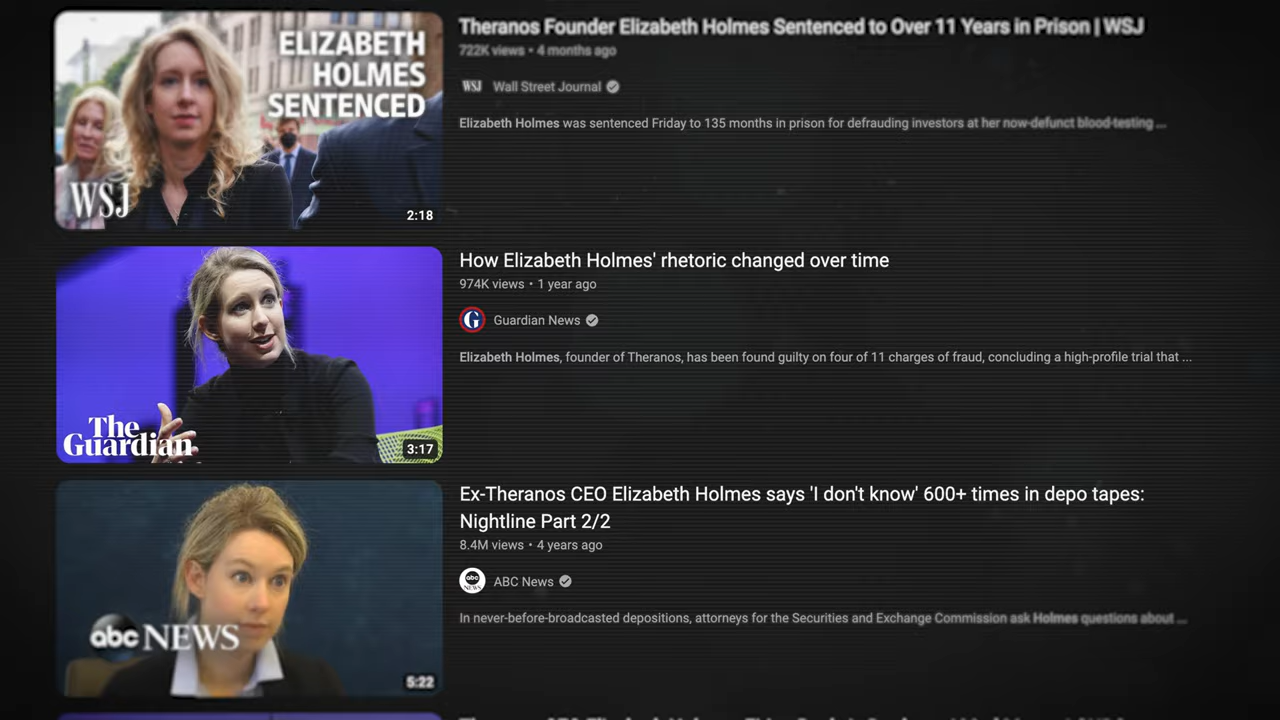 ELIZABETH
HOLMES
SENTENCED
WSJ
2:18
Theranos Founder Elizabeth Holmes Sentenced to Over 11 Years in Prison | WSJ
722K views • 4 months ago
WSJ Wall Street Journal
Elizabeth Holmes was sentenced Friday to 135 months in prison for defrauding investors at her now-defunct blood-testing ...
The
Guardian
3:17
How Elizabeth Holmes' rhetoric changed over time
974K views • 1 year ago
G Guardian News
Elizabeth Holmes, founder of Theranos, has been found guilty on four of 11 charges of fraud, concluding a high-profile trial that ...
abc NEWS
5:22
Ex-Theranos CEO Elizabeth Holmes says 'I don't know' 600+ times in depo tapes:
Nightline Part 2/2
8.4M views • 4 years ago
abc NEWS ABC News
In never-before-broadcasted depositions, attorneys for the Securities and Exchange Commission ask Holmes questions about ...